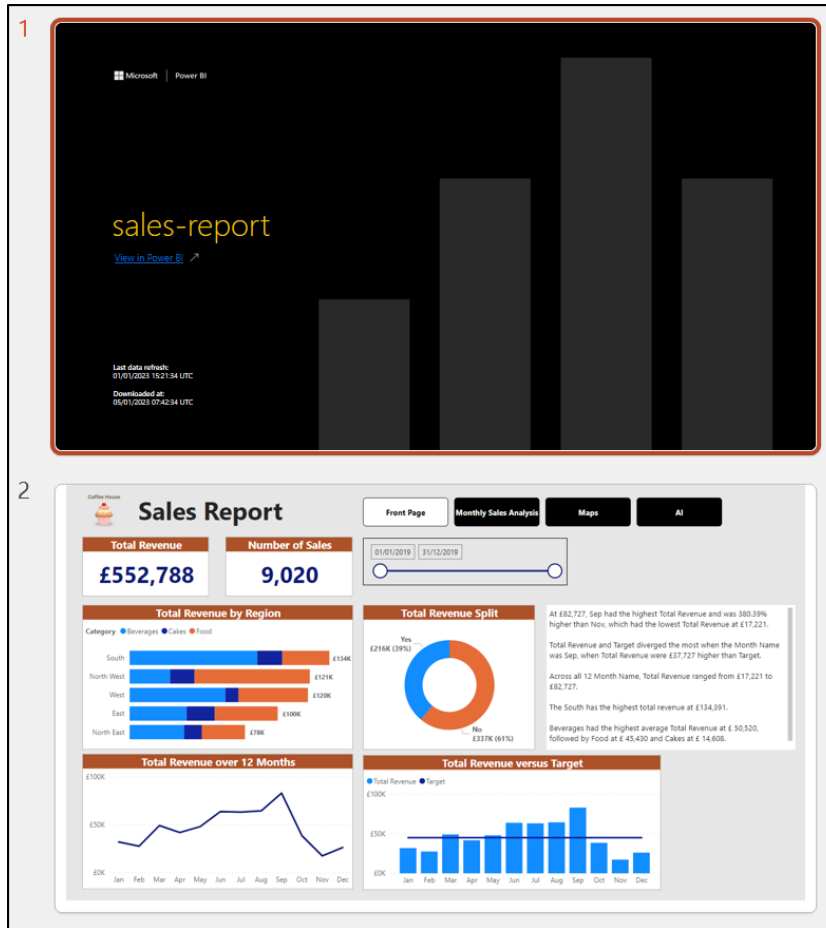 1
Microsoft | Power BI
sales-report
View in Power BI ↗
Last data refresh:
01/01/2023 15:21:34 UTC
Downloaded at:
05/01/2023 07:42:34 UTC
2
Coffee House
Sales Report
Front Page
Monthly Sales Analysis
Maps
AI
Total Revenue
£552,788
Number of Sales
9,020
01/01/2019
31/12/2019
Total Revenue by Region
Category Beverages Cakes Food
South £134K
North West £121K
West £120K
East £100K
North East £78K
Total Revenue Split
Yes
£216K (39%)
No
£337K (61%)
At £82,727, Sep had the highest Total Revenue and was 380.39%
higher than Nov, which had the lowest Total Revenue at £17,221.
Total Revenue and Target diverged the most when the Month Name
was Sep, when Total Revenue were £37,727 higher than Target.
Across all 12 Month Name, Total Revenue ranged from £17,221 to
£82,727.
The South has the highest total revenue at £134,391.
Beverages had the highest average Total Revenue at £ 50,520,
followed by Food at £ 45,430 and Cakes at £ 14,608.
Total Revenue over 12 Months
£100K
£50K
£0K
Jan Feb Mar Apr May Jun Jul Aug Sep Oct Nov Dec
Total Revenue versus Target
Total Revenue Target
£100K
£50K
£0K
Jan Feb Mar Apr May Jun Jul Aug Sep Oct Nov Dec